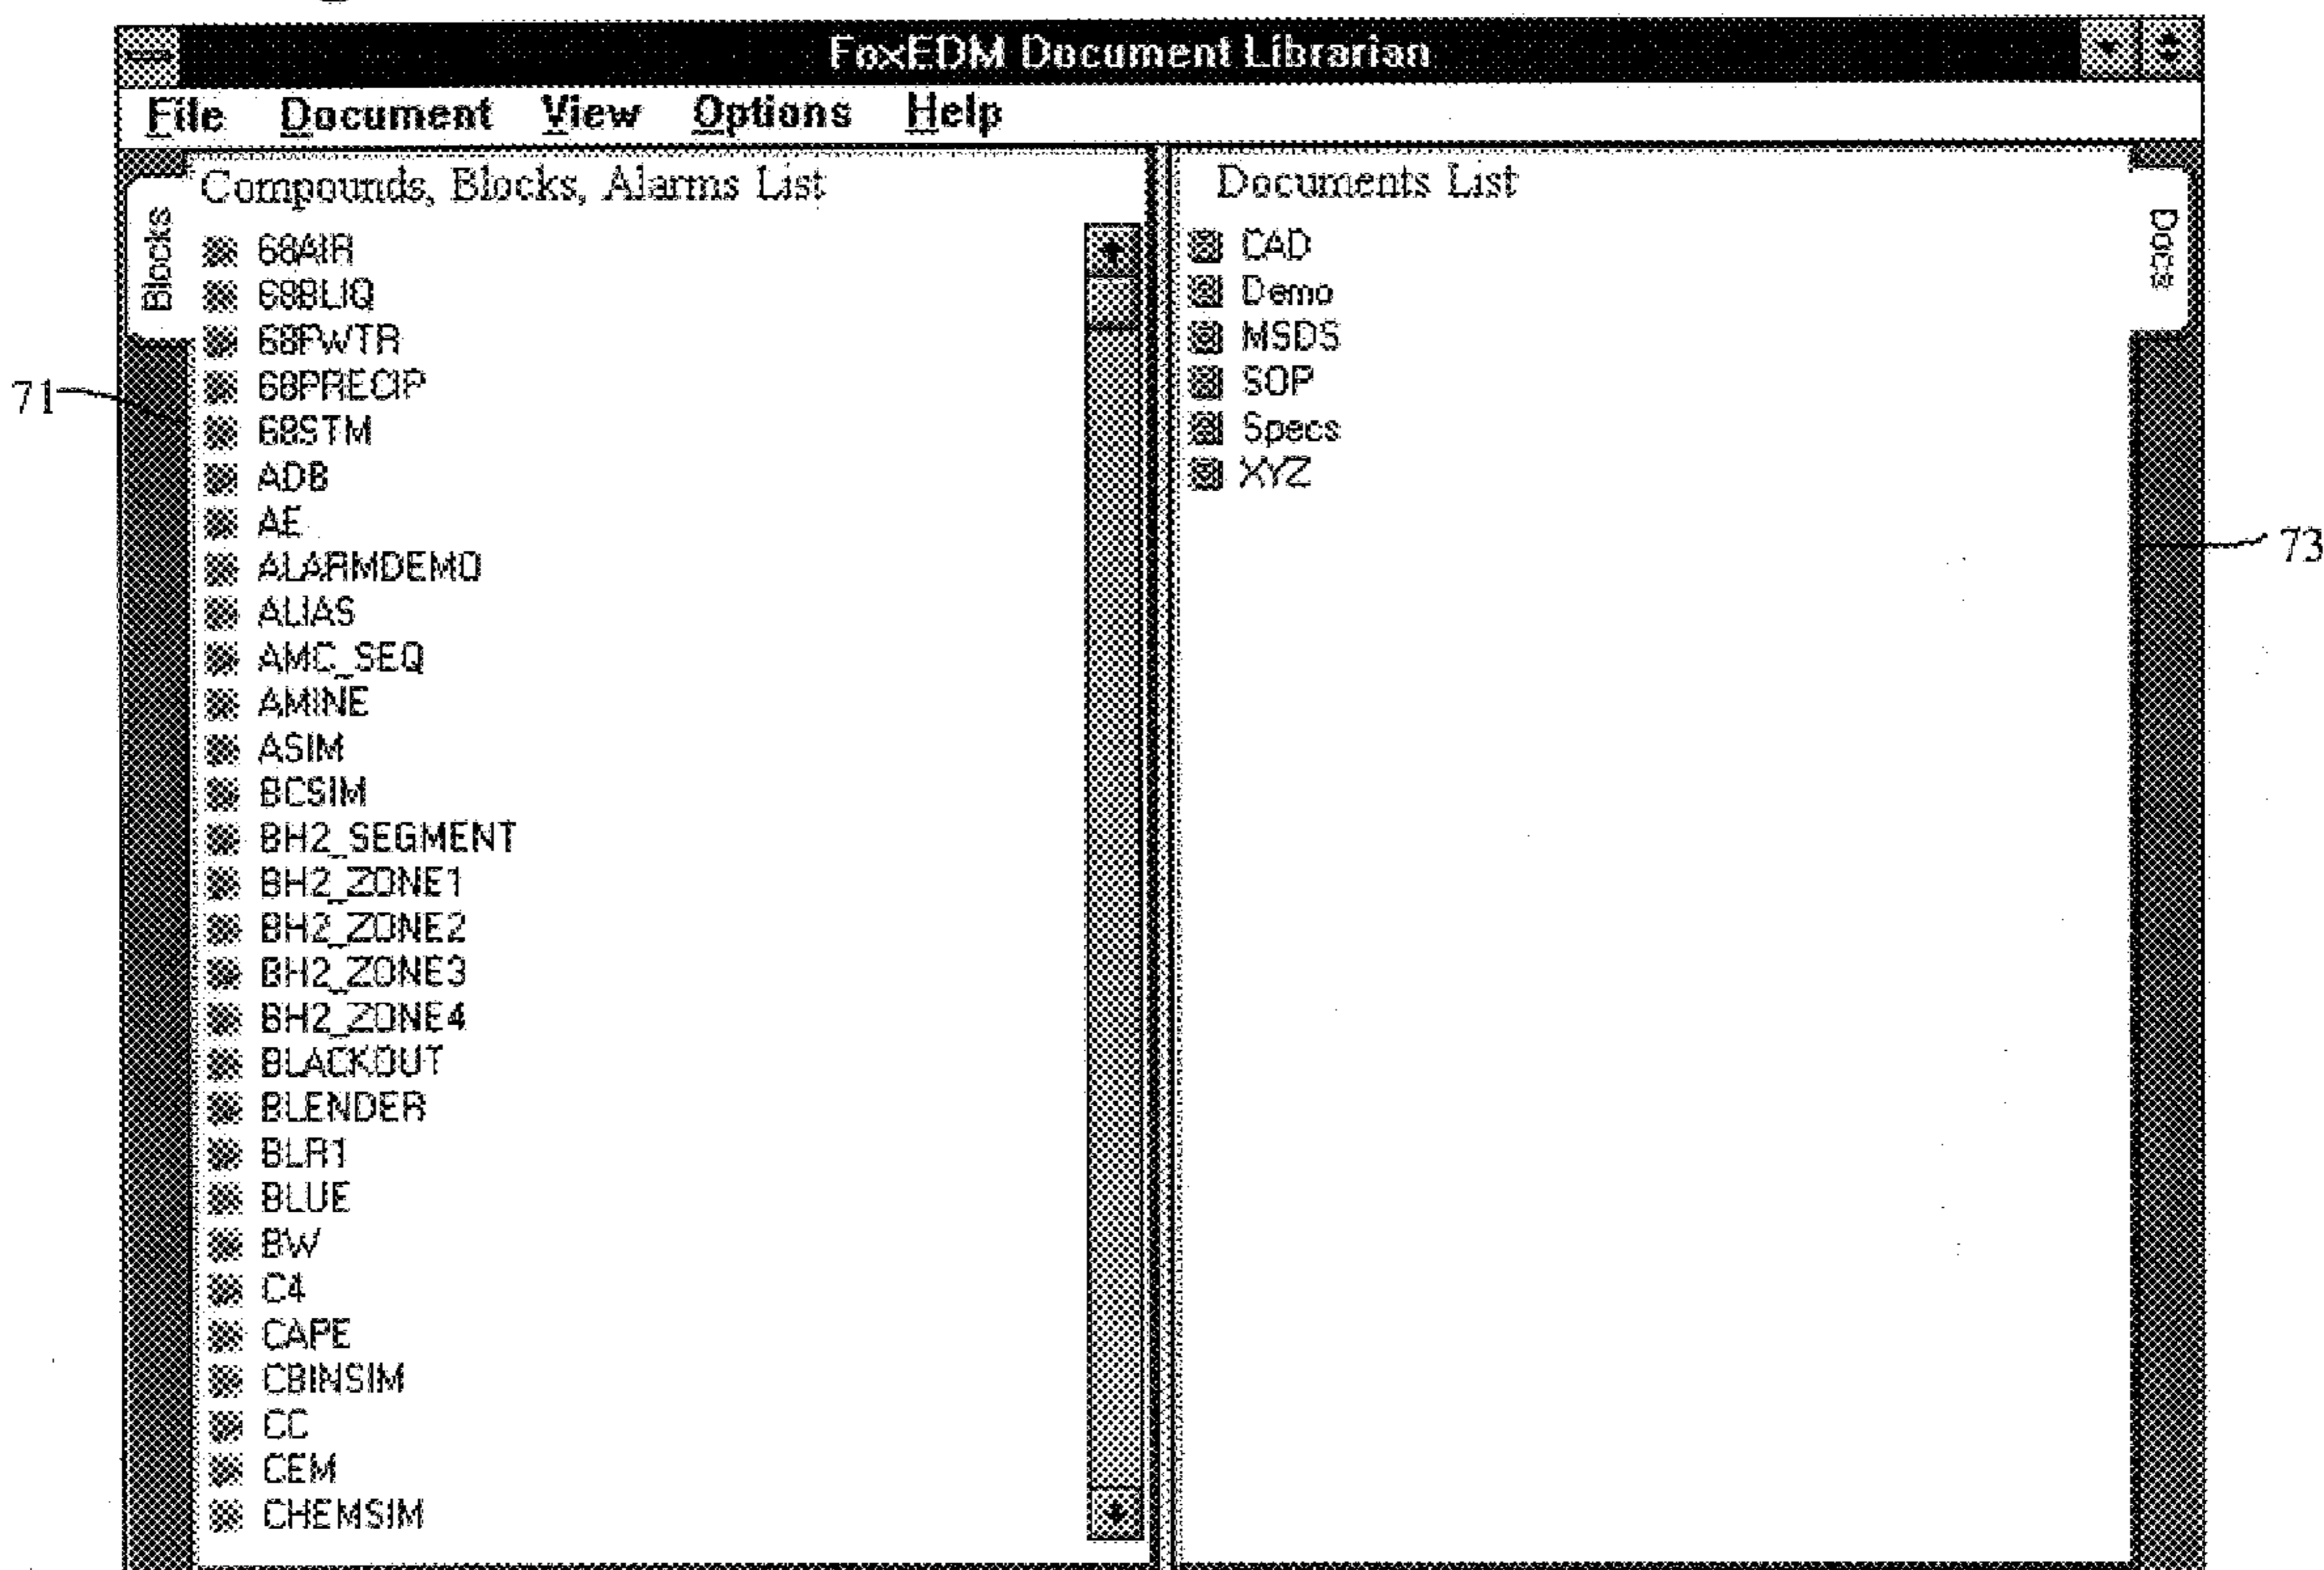 FoxEDM Document Librarian
File Document View Options Help
Blocks
Compounds, Blocks, Alarms List
68AIR
68BLIQ
68PWTR
68PRECIP
68STM
ADB
AE
ALARMDEMO
ALIAS
AMC_SEQ
AMINE
ASIM
BCSIM
BH2_SEGMENT
BH2_ZONE1
BH2_ZONE2
BH2_ZONE3
BH2_ZONE4
BLACKOUT
BLENDER
BLR1
BLUE
BW
C4
CAPE
CBINSIM
CC
CEM
CHEMSIM
71
Documents List
CAD
Demo
MSDS
SOP
Specs
XYZ
Docs
73